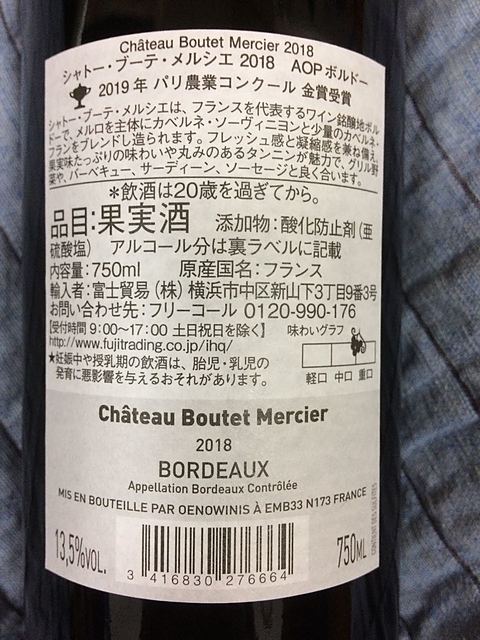 Château Boutet Mercier 2018
シャトー・ブーテ・メルシエ 2018 AOPボルドー
2019年 パリ農業コンクール 金賞受賞
シャトー・ブーテ・メルシエは、フランスを代表するワイン銘醸地ボル
ドーで、メルロを主体にカベルネ・ソーヴィニヨンと少量のカベルネ・
フランをブレンドし造られます。フレッシュ感と凝縮感を兼ね備え、
果実味たっぷりの味わいや丸みのあるタンニンが魅力で、グリル野
菜や、バーベキュー、サーディーン、ソーセージと良く合います。
*飲酒は20歳を過ぎてから。
品目:果実酒 添加物:酸化防止剤(亜
硫酸塩) アルコール分は裏ラベルに記載
内容量:750ml 原産国名:フランス
輸入者:富士貿易(株)横浜市中区新山下3丁目9番3号
お問い合わせ先:フリーコール 0120-990-176
【受付時間 9:00~17:00 土日祝日を除く】 味わいグラフ
http://www.fujitrading.co.jp/ihq/
★妊娠中や授乳期の飲酒は、胎児・乳児の
発育に悪影響を与えるおそれがあります。
軽口 中口 重口
Château Boutet Mercier
2018
BORDEAUX
Appellation Bordeaux Contrôlée
MIS EN BOUTEILLE PAR OENOWINIS À EMB33 N173 FRANCE
13,5%VOL.
3 416830 276664
750ML
CONTIENT DES SULFITES